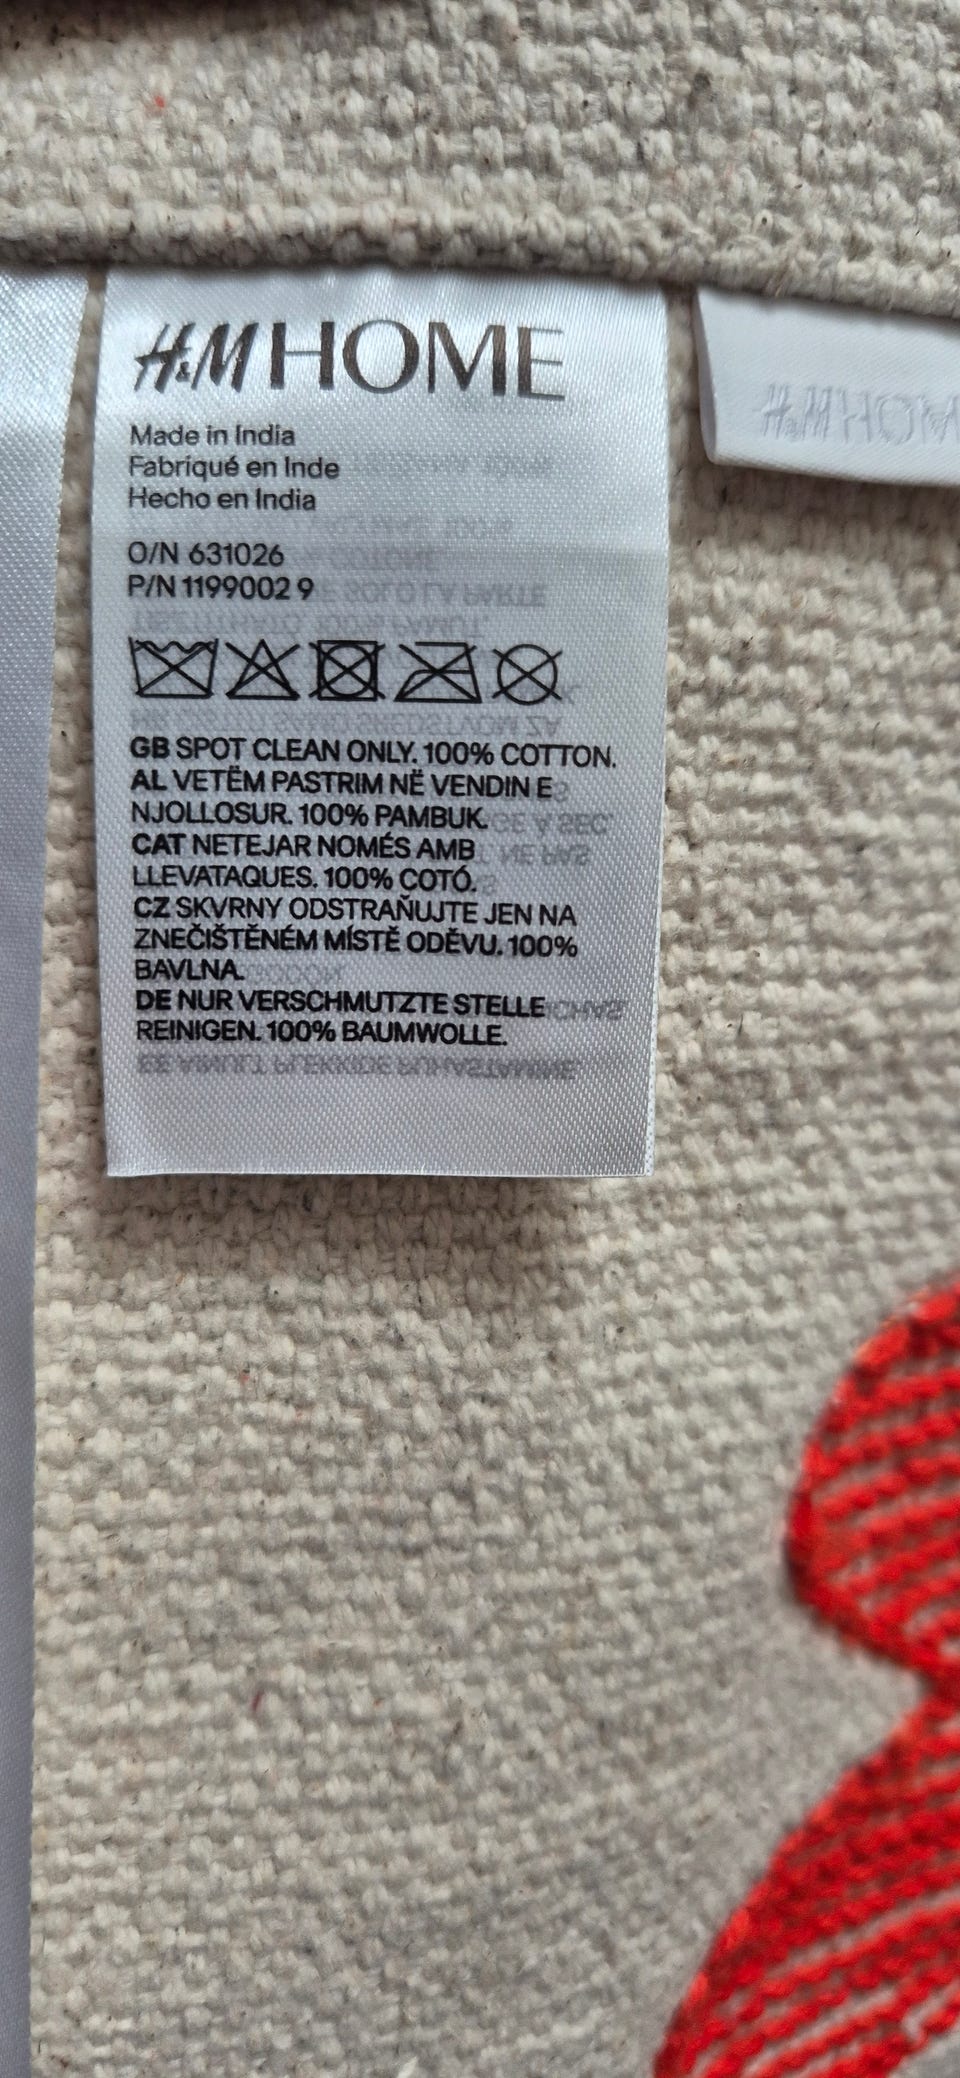 H&M HOME
Made in India
Fabriqué en Inde
Hecho en India
O/N 631026
P/N 1199002 9
GB SPOT CLEAN ONLY. 100% COTTON.
AL VETËM PASTRIM NË VENDIN E
NJOLLOSUR. 100% PAMBUK.
CAT NETEJAR NOMÉS AMB
LLEVATAQUES. 100% COTÓ.
CZ SKVRNY ODSTRAŇUJTE JEN NA
ZNEČIŠTĚNÉM MÍSTĚ ODĚVU. 100%
BAVLNA.
DE NUR VERSCHMUTZTE STELLE
REINIGEN. 100% BAUMWOLLE.